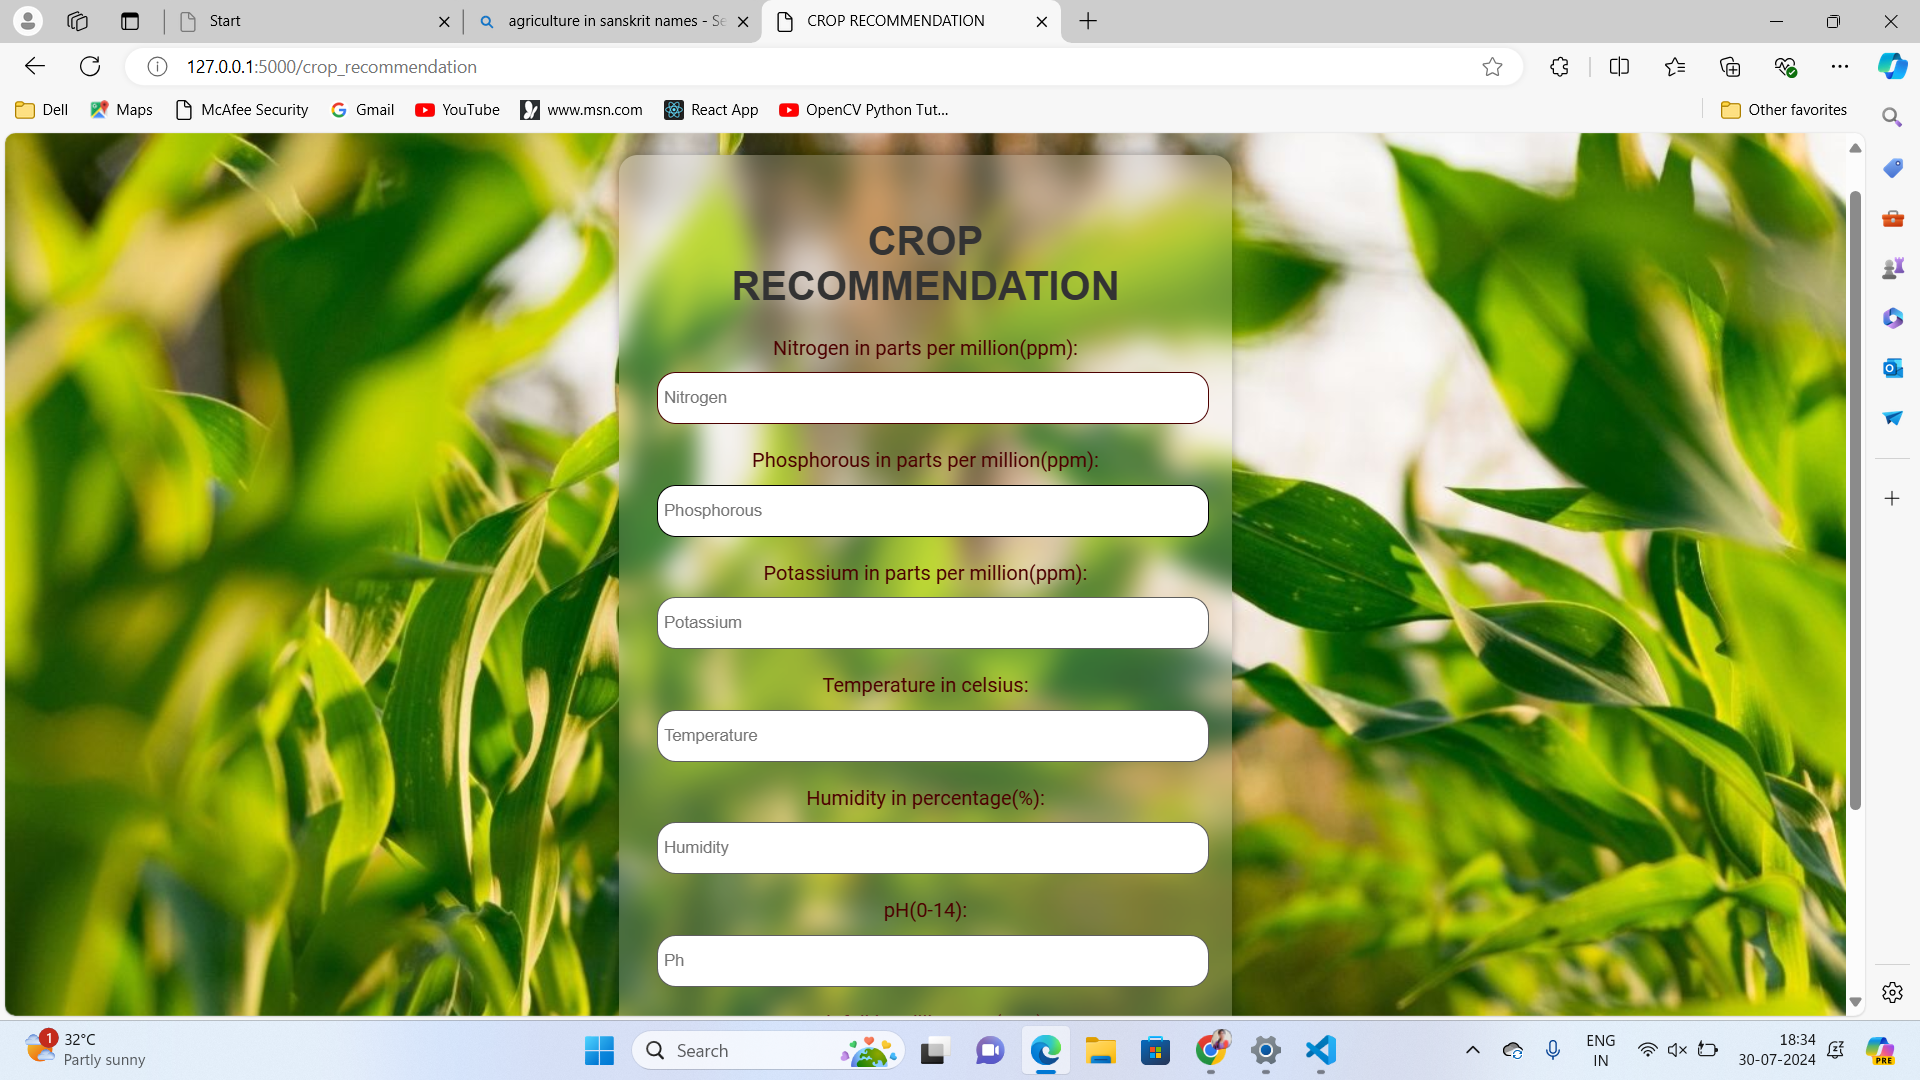 Start
agriculture in sanskrit names - Se
CROP RECOMMENDATION
127.0.0.1:5000/crop_recommendation
Dell
Maps
McAfee Security
Gmail
YouTube
www.msn.com
React App
OpenCV Python Tut...
Other favorites
CROP
RECOMMENDATION
Nitrogen in parts per million(ppm):
Nitrogen
Phosphorous in parts per million(ppm):
Phosphorous
Potassium in parts per million(ppm):
Potassium
Temperature in celsius:
Temperature
Humidity in percentage(%):
Humidity
pH(0-14):
Ph
1
32°C
Partly sunny
Search
ENG
IN
18:34
30-07-2024
PRE